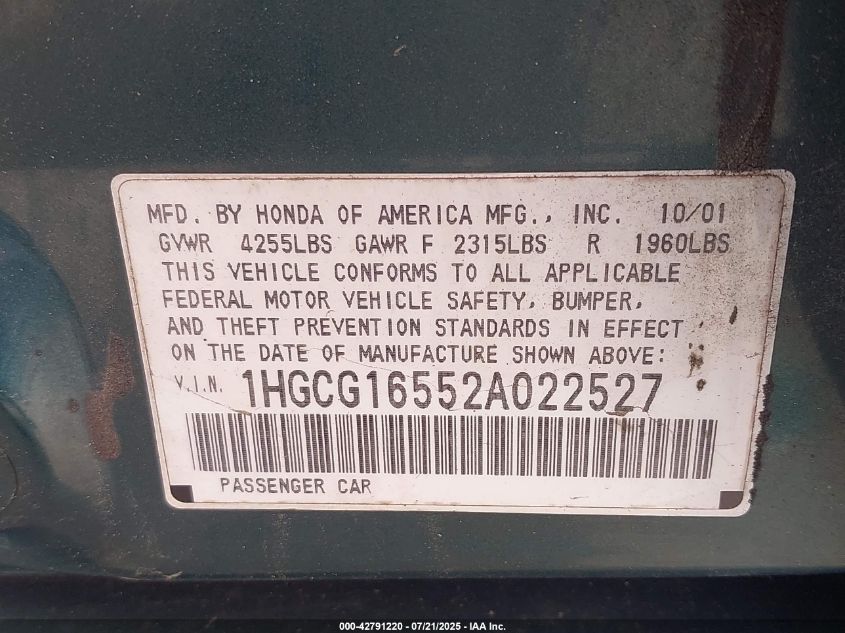 MFD. BY HONDA OF AMERICA MFG., INC. 10/01
GVWR 4255LBS GAWR F 2315LBS R 1960LBS
THIS VEHICLE CONFORMS TO ALL APPLICABLE
FEDERAL MOTOR VEHICLE SAFETY, BUMPER,
AND THEFT PREVENTION STANDARDS IN EFFECT
ON THE DATE OF MANUFACTURE SHOWN ABOVE:
V.I.N. 1HGCG16552A022527
PASSENGER CAR
000-42791220 - 07/21/2025 - IAA Inc.